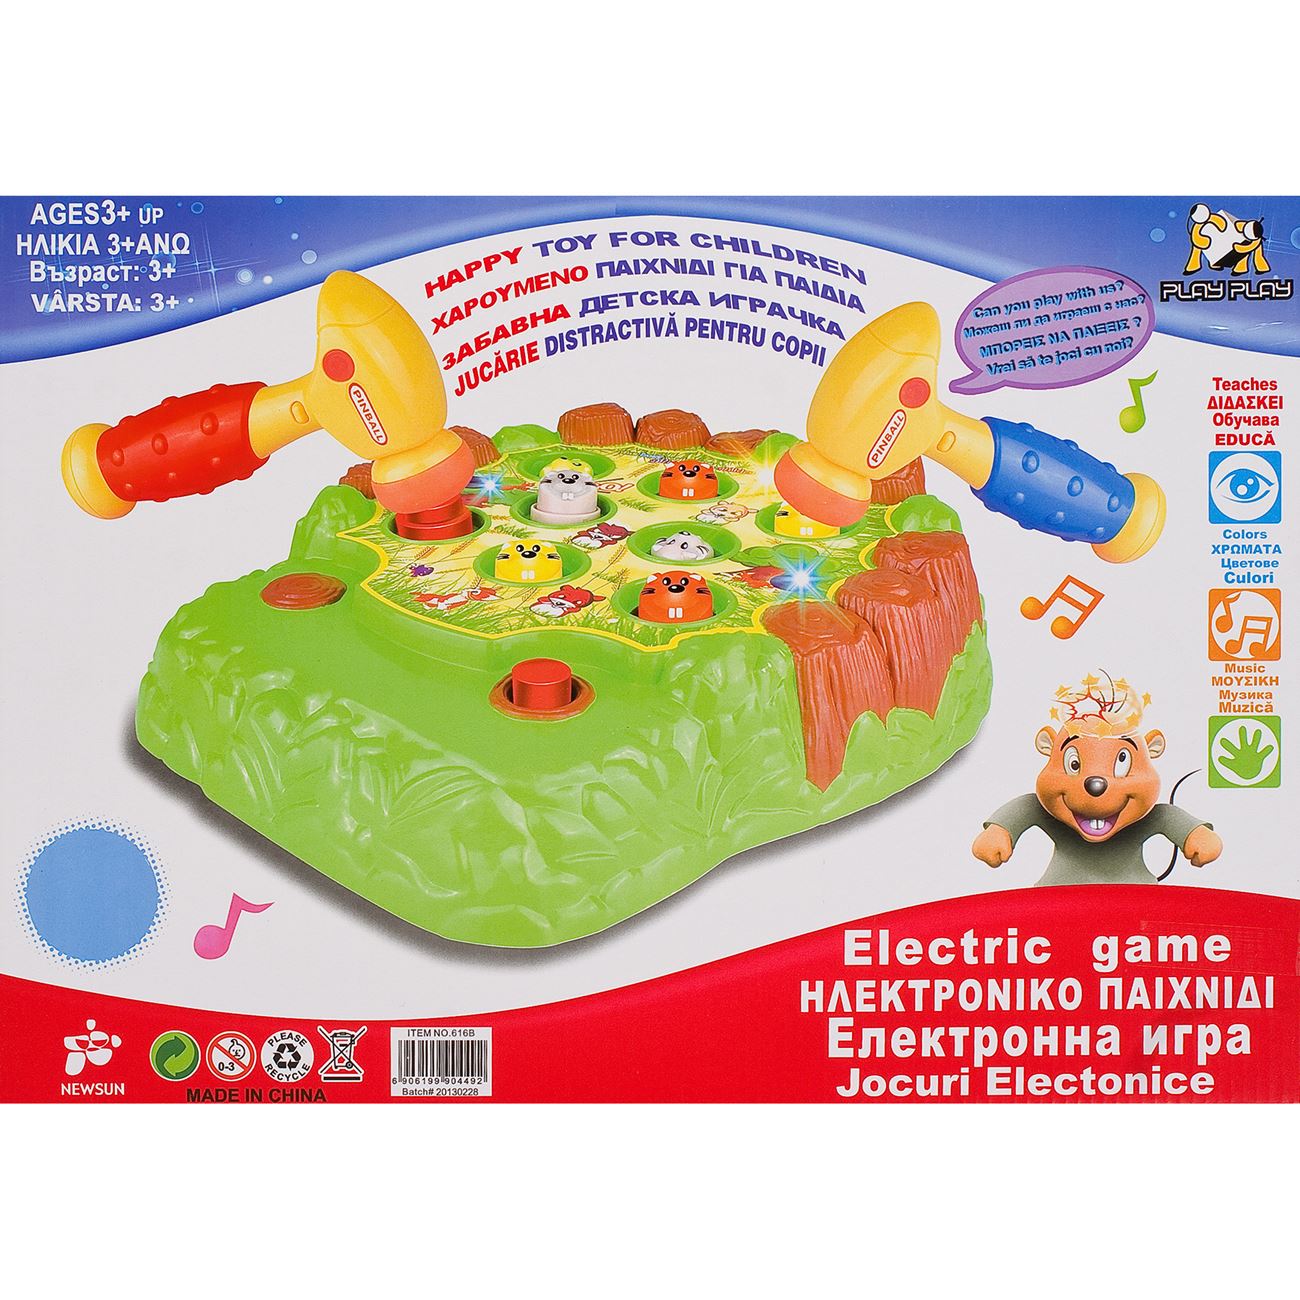 AGES3+ UP
ΗΛΙΚΙΑ 3+ΑΝΩ
Възраст: 3+
VÂRSTA: 3+
HAPPY TOY FOR CHILDREN
ΧΑΡΟΥΜΕΝΟ ΠΑΙΧΝΙΔΙ ΓΙΑ ΠΑΙΔΙΑ
ЗАБАВНА ДЕТСКА ИГРАЧКА
JUCĂRIE DISTRACTIVĂ PENTRU COPII
PLAY PLAY
Can you play with us?
Можеш ли да играеш с нас?
ΜΠΟΡΕΙΣ ΝΑ ΠΑΙΞΕΙΣ ?
Vrei să te joci cu noi?
PINBALL
PINBALL
Teaches
ΔΙΔΑΣΚΕΙ
Обучава
EDUCĂ
Colors
ΧΡΩΜΑΤΑ
Цветове
Culori
Music
ΜΟΥΣΙΚΗ
Музика
Muzică
Electric game
ΗΛΕΚΤΡΟΝΙΚΟ ΠΑΙΧΝΙΔΙ
Електронна игра
Jocuri Electonice
NEWSUN
0-3
PLEASE
RECYCLE
MADE IN CHINA
ITEM NO.616B
6 906199 904492
Batch# 20130228